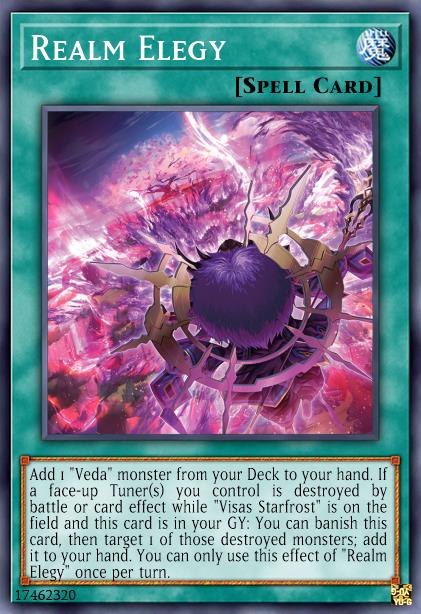 Realm Elegy
魔
[Spell Card]
Add 1 "Veda" monster from your Deck to your hand. If
a face-up Tuner(s) you control is destroyed by
battle or card effect while "Visas Starfrost" is on the
field and this card is in your GY: You can banish this
card, then target 1 of those destroyed monsters; add
it to your hand. You can only use this effect of "Realm
Elegy" once per turn.
17462320